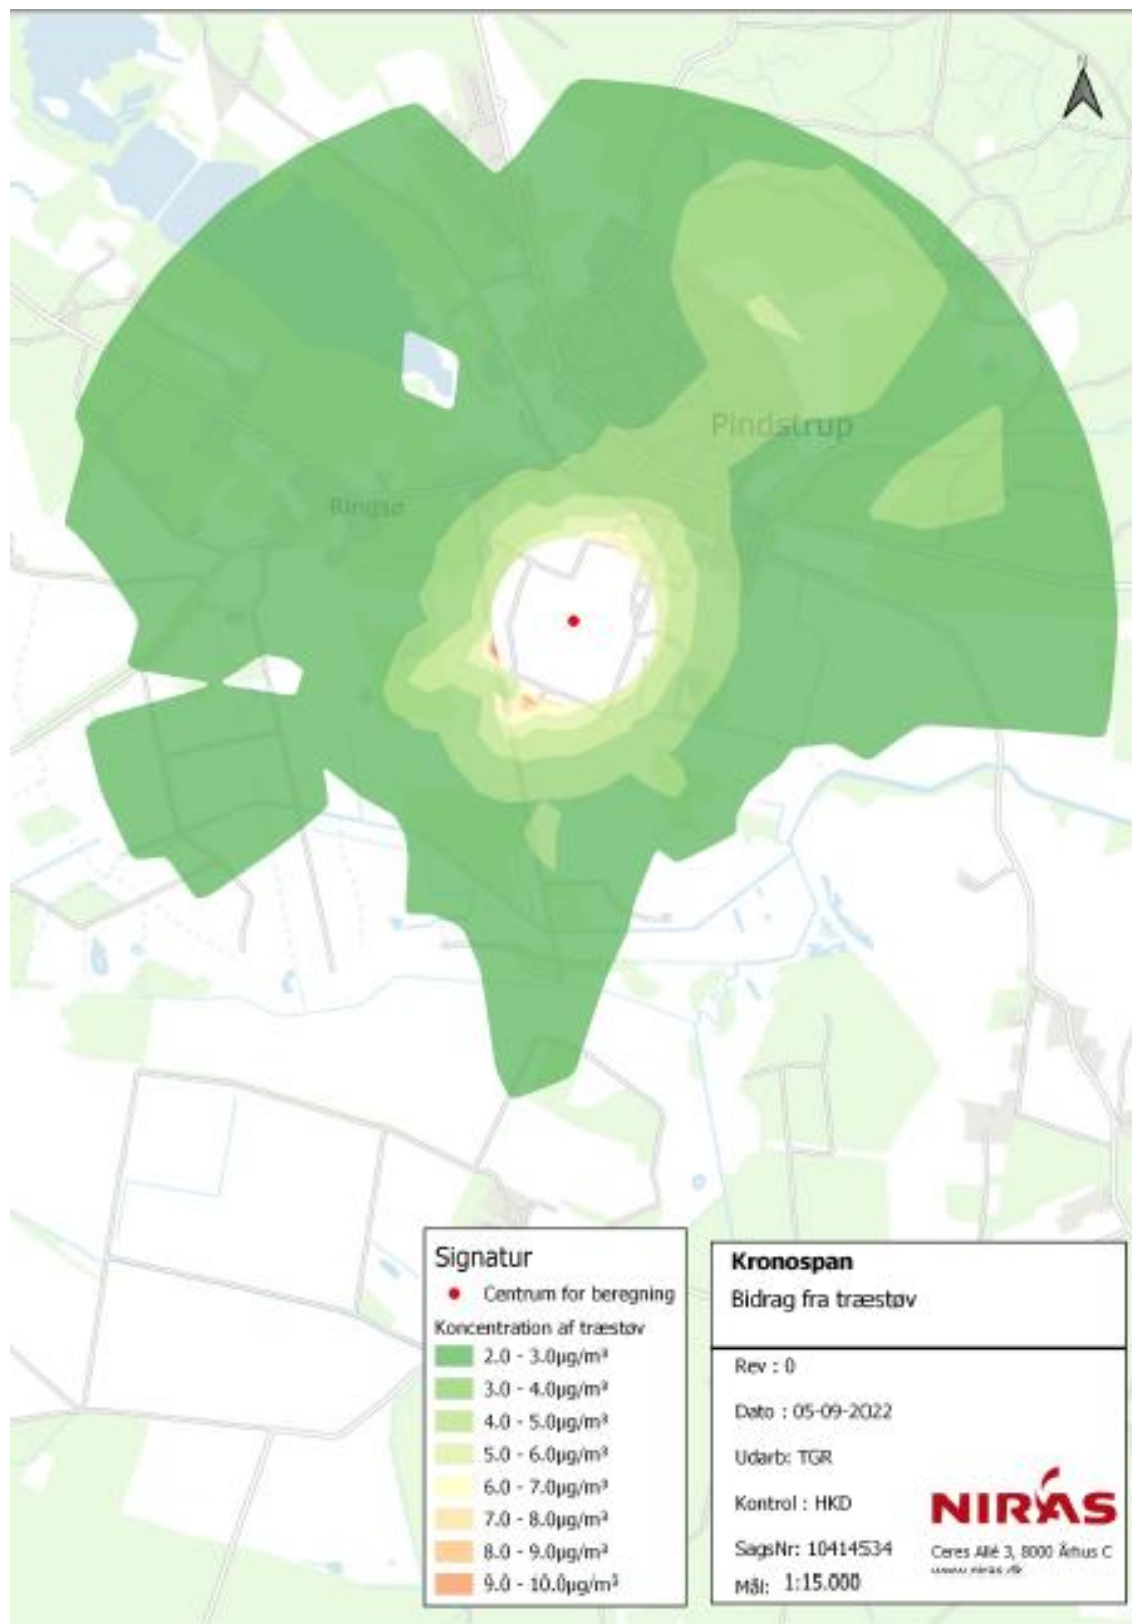 N
Pindstrup
Ringsø
Signatur
Centrum for beregning
Koncentration af træstøv
2.0 - 3.0µg/m³
3.0 - 4.0µg/m³
4.0 - 5.0µg/m³
5.0 - 6.0µg/m³
6.0 - 7.0µg/m³
7.0 - 8.0µg/m³
8.0 - 9.0µg/m³
9.0 - 10.0µg/m³
Kronospan
Bidrag fra træstøv
Rev : 0
Dato : 05-09-2022
Udarb: TGR
Kontrol : HKD
SagsNr: 10414534
Mål: 1:15.000
NIRAS
Ceres Allé 3, 8000 Århus C
www.niras.dk